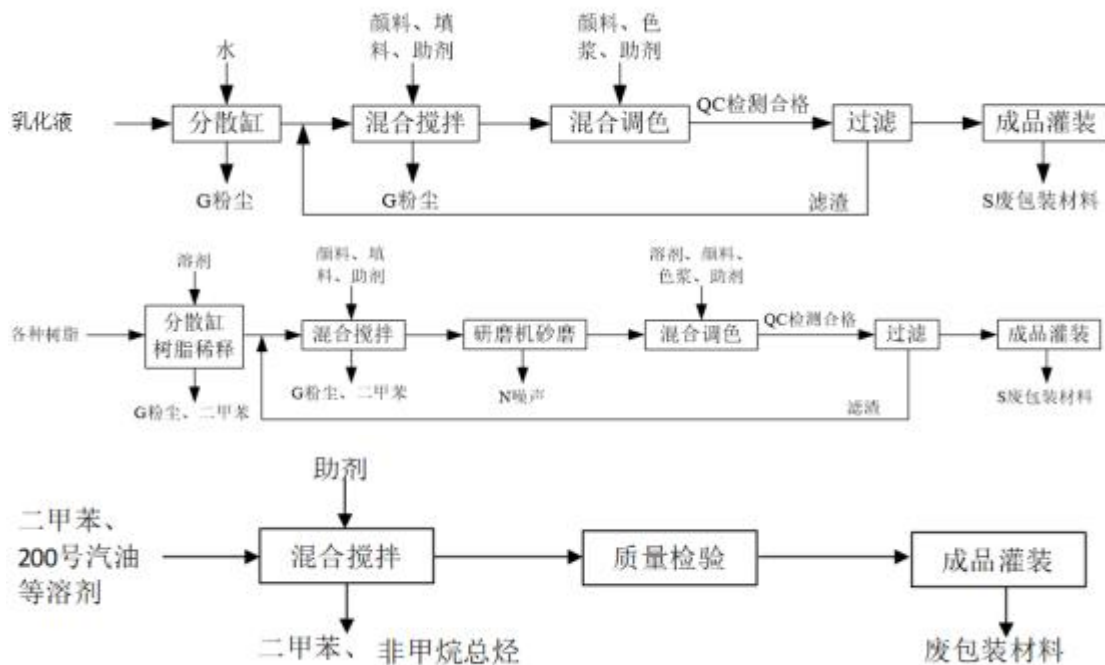 颜料、填
料、助剂
颜料、色
浆、助剂
水
QC检测合格
乳化液
分散缸
混合搅拌
混合调色
过滤
成品灌装
G粉尘
G粉尘
滤渣
S废包装材料
溶剂
颜料、填
料、助剂
溶剂、颜料、
色浆、助剂
QC检测合格
各种树脂
分散缸
树脂稀释
混合搅拌
研磨机砂磨
混合调色
过滤
成品灌装
G粉尘、二甲苯
G粉尘、二甲苯
N噪声
滤渣
S废包装材料
助剂
二甲苯、
200号汽油
等溶剂
混合搅拌
质量检验
成品灌装
二甲苯、非甲烷总烃
废包装材料